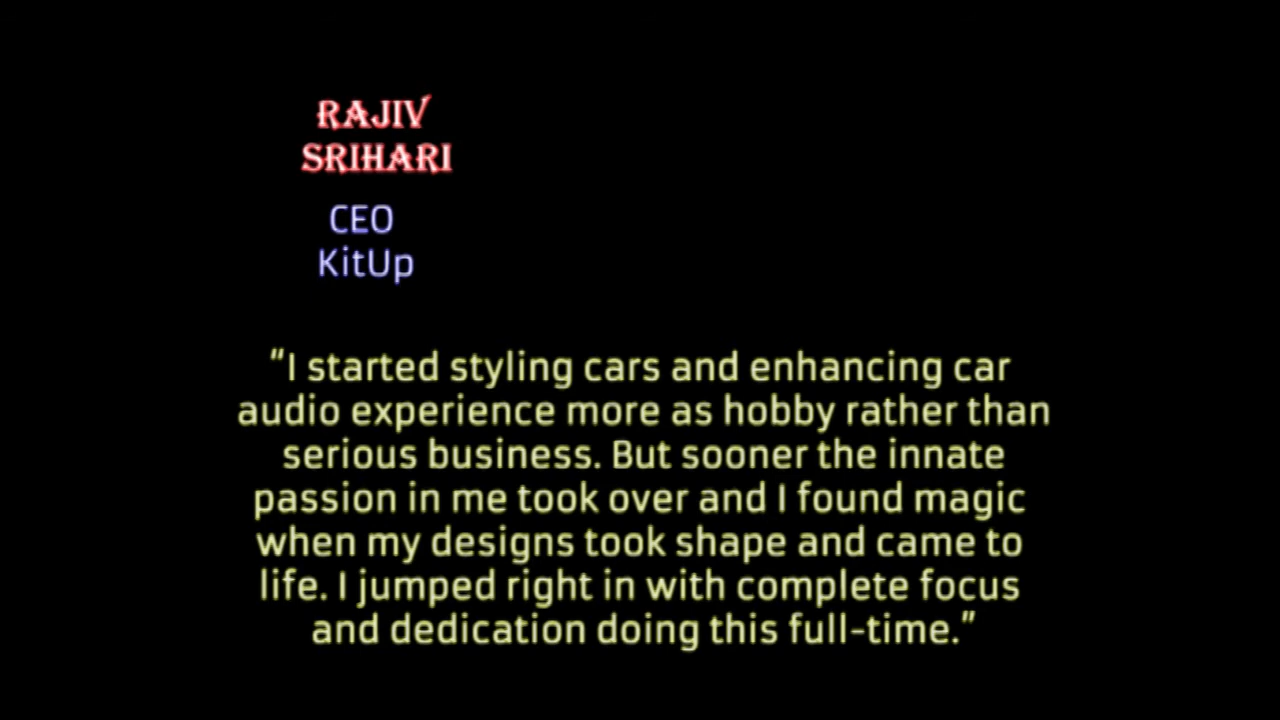 RAJIV
SRIHARI
CEO
KitUp
“I started styling cars and enhancing car
audio experience more as hobby rather than
serious business. But sooner the innate
passion in me took over and I found magic
when my designs took shape and came to
life. I jumped right in with complete focus
and dedication doing this full-time.”